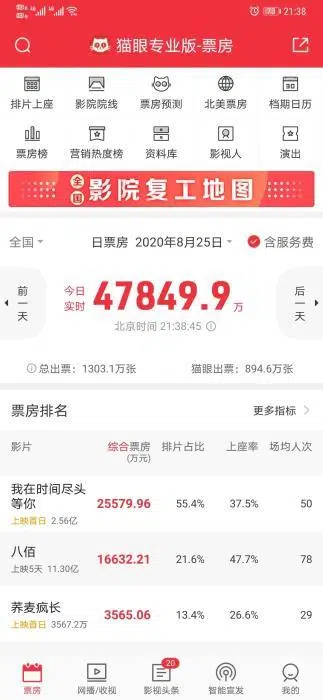 21:38
猫眼专业版-票房
排片上座 影院院线 票房预测 北美票房 档期日历
票房榜 营销热度榜 资料库 影视人 演出
全国 影院复工地图
全国 日票房 2020年8月25日 含服务费
前一天
今日实时 47849.9万
后一天
北京时间 21:38:45
总出票：1303.1万张 猫眼出票：894.6万张
票房排名 更多指标
影片 综合票房 排片占比 上座率 场均人次
(万元)
我在时间尽头
等你 25579.96 55.4% 37.5% 50
上映首日 2.56亿
八佰 16632.21 21.6% 47.7% 78
上映5天 11.30亿
荞麦疯长 3565.06 13.4% 26.6% 29
上映首日 3567.2万
20
票房 网播/收视 影视头条 智能宣发 我的